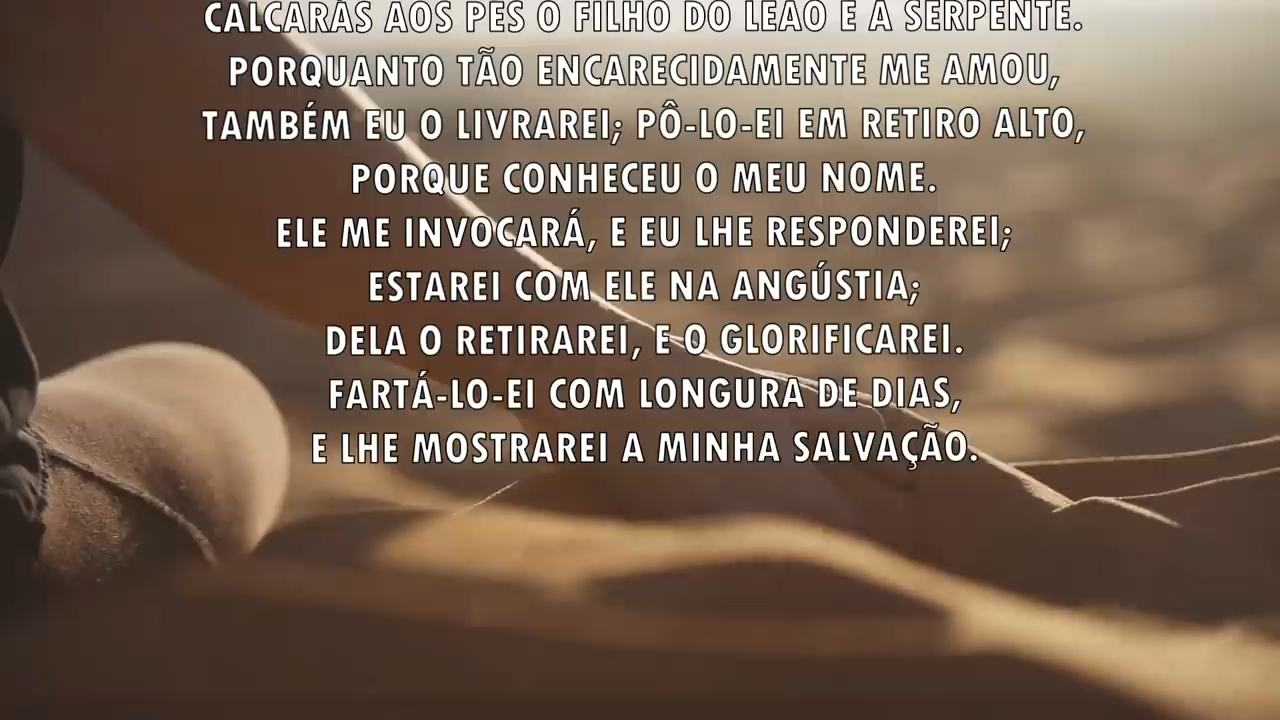 CALCARÁS AOS PÉS O FILHO DO LEÃO E A SERPENTE.
PORQUANTO TÃO ENCARECIDAMENTE ME AMOU,
TAMBÉM EU O LIVRAREI; PÔ-LO-EI EM RETIRO ALTO,
PORQUE CONHECEU O MEU NOME.
ELE ME INVOCARÁ, E EU LHE RESPONDEREI;
ESTAREI COM ELE NA ANGÚSTIA;
DELA O RETIRAREI, E O GLORIFICAREI.
FARTÁ-LO-EI COM LONGURA DE DIAS,
E LHE MOSTRAREI A MINHA SALVAÇÃO.